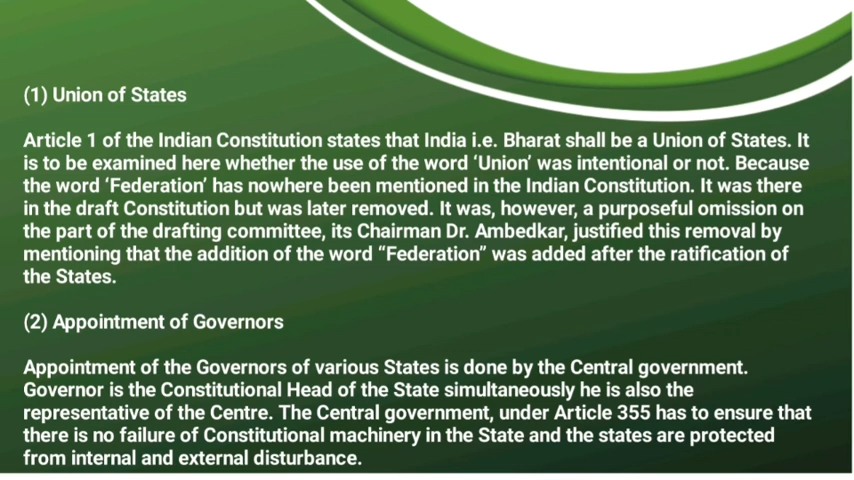 (1) Union of States
Article 1 of the Indian Constitution states that India i.e. Bharat shall be a Union of States. It
is to be examined here whether the use of the word ‘Union’ was intentional or not. Because
the word ‘Federation’ has nowhere been mentioned in the Indian Constitution. It was there
in the draft Constitution but was later removed. It was, however, a purposeful omission on
the part of the drafting committee, its Chairman Dr. Ambedkar, justified this removal by
mentioning that the addition of the word “Federation” was added after the ratification of
the States.
(2) Appointment of Governors
Appointment of the Governors of various States is done by the Central government.
Governor is the Constitutional Head of the State simultaneously he is also the
representative of the Centre. The Central government, under Article 355 has to ensure that
there is no failure of Constitutional machinery in the State and the states are protected
from internal and external disturbance.